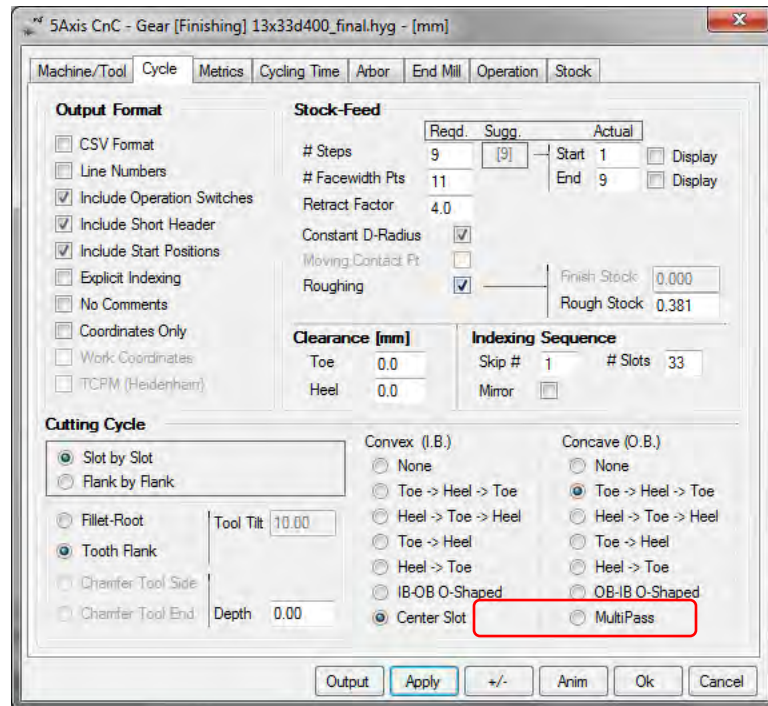 5Axis CnC - Gear [Finishing] 13x33d400_final.hyg - [mm]
Machine/Tool Cycle Metrics Cycling Time Arbor End Mill Operation Stock
Output Format
CSV Format
Line Numbers
Include Operation Switches
Include Short Header
Include Start Positions
Explicit Indexing
No Comments
Coordinates Only
Work Coordinates
TCPM (Heidenhain)
Stock-Feed
Reqd. Sugg. Actual
# Steps 9 [9] Start 1 Display
# Facewidth Pts 11 End 9 Display
Retract Factor 4.0
Constant D-Radius
Moving Contact Pt
Roughing
Finish Stock 0.000
Rough Stock 0.381
Clearance [mm]
Toe 0.0
Heel 0.0
Indexing Sequence
Skip # 1 # Slots 33
Mirror
Cutting Cycle
Slot by Slot
Flank by Flank
Fillet-Root
Tool Tilt 10.00
Tooth Flank
Chamfer Tool Side
Chamfer Tool End
Depth 0.00
Convex (I.B.)
None
Toe -> Heel -> Toe
Heel -> Toe -> Heel
Toe -> Heel
Heel -> Toe
IB-OB O-Shaped
Center Slot
Concave (O.B.)
None
Toe -> Heel -> Toe
Heel -> Toe -> Heel
Toe -> Heel
Heel -> Toe
OB-IB O-Shaped
MultiPass
Output Apply +/- Anim Ok Cancel